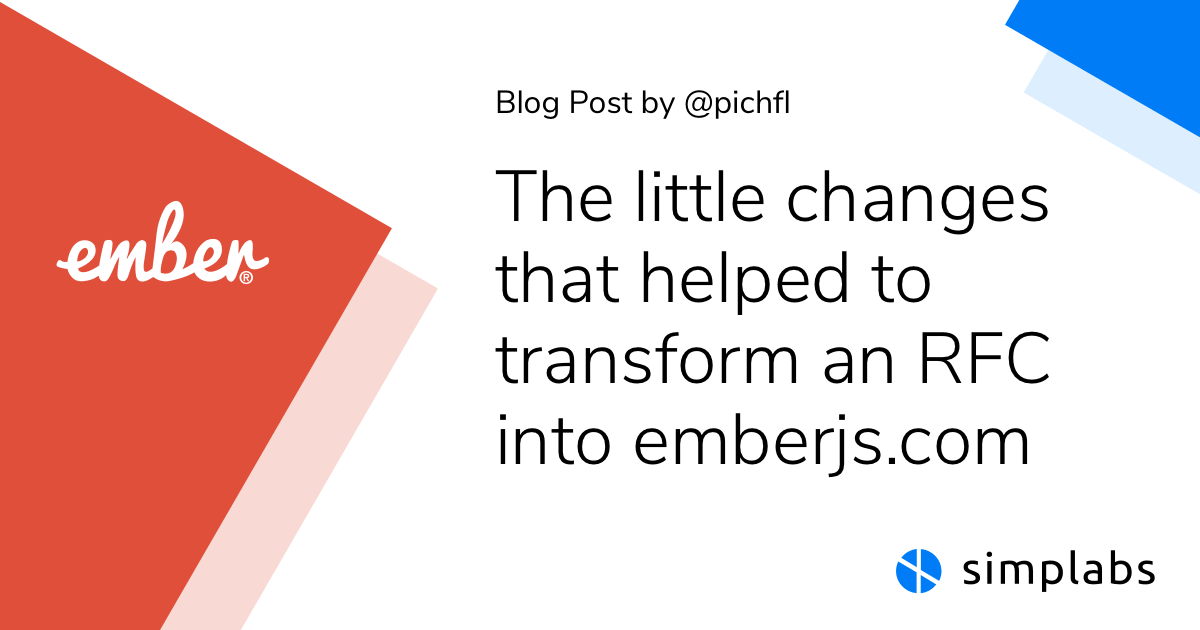 ember®
Blog Post by @pichfl
The little changes
that helped to
transform an RFC
into emberjs.com
simplabs